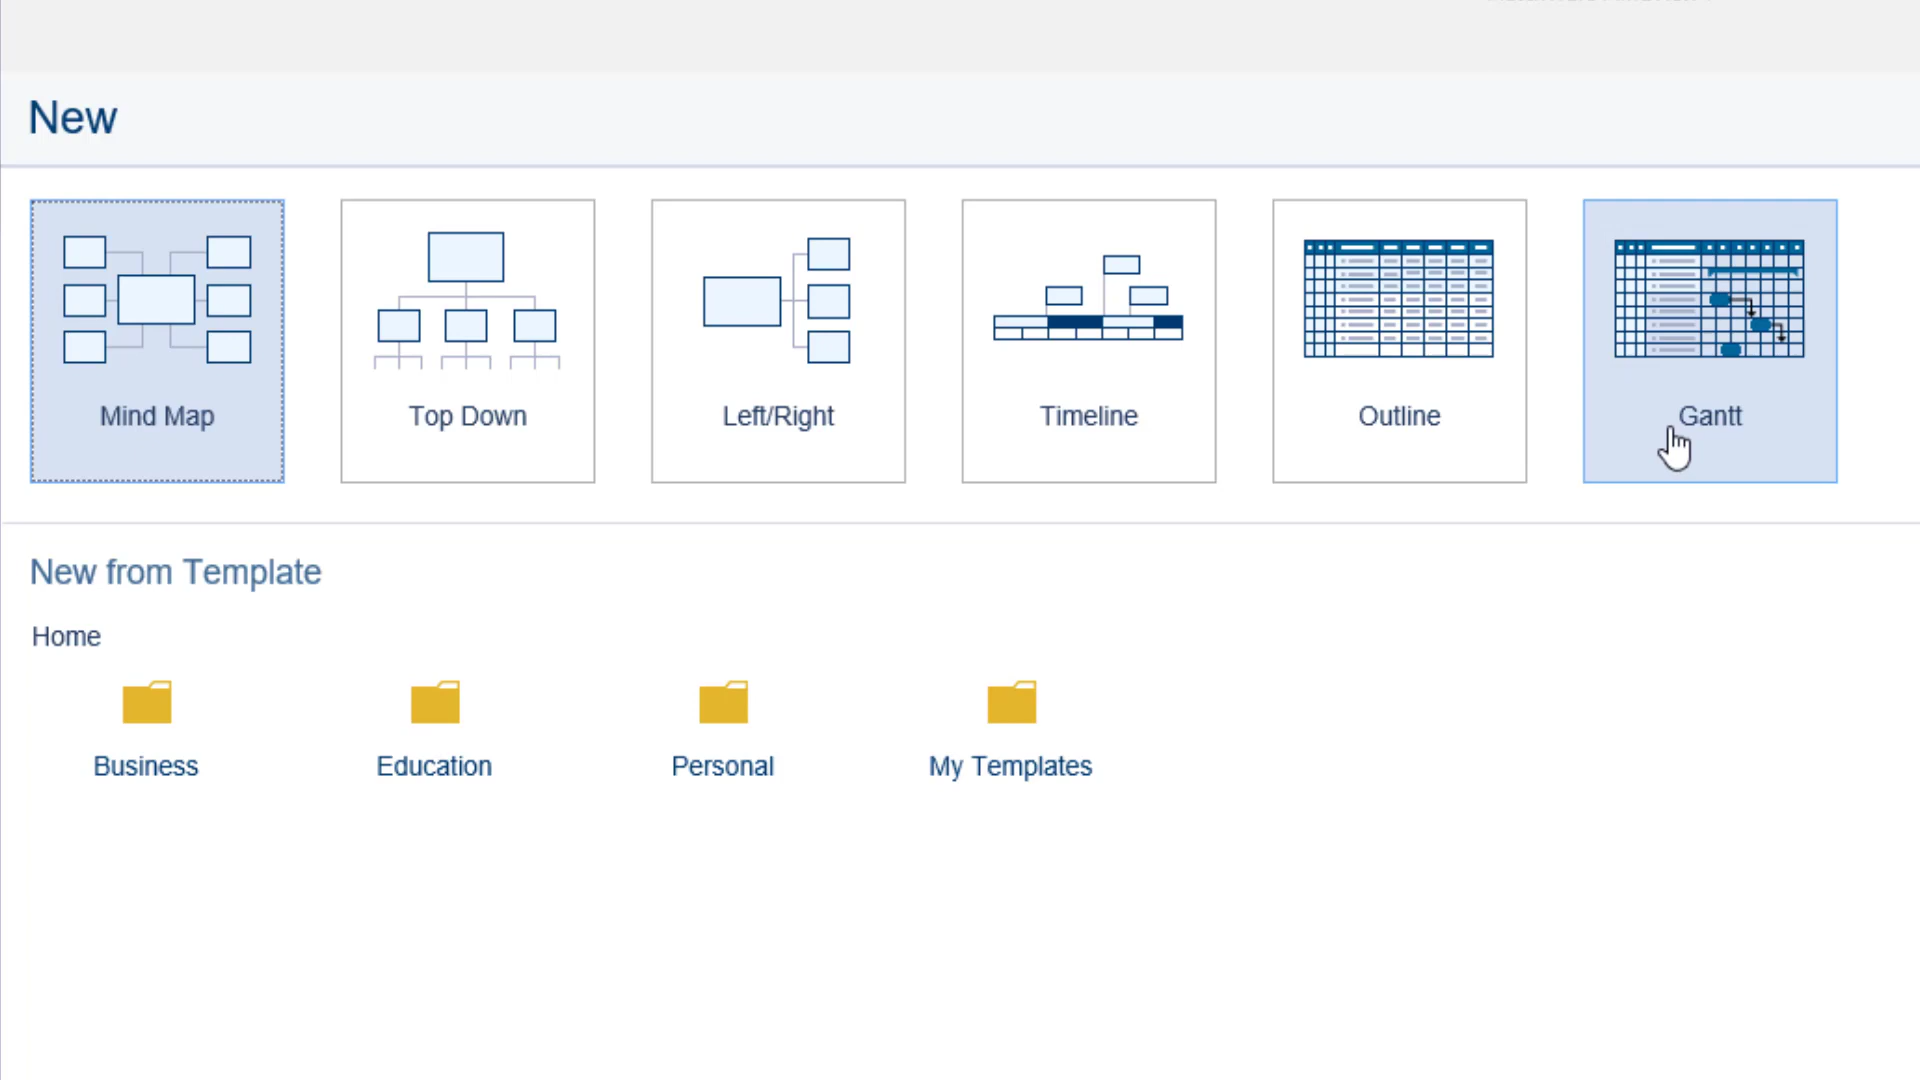 New
Mind Map
Top Down
Left/Right
Timeline
Outline
Gantt
New from Template
Home
Business
Education
Personal
My Templates